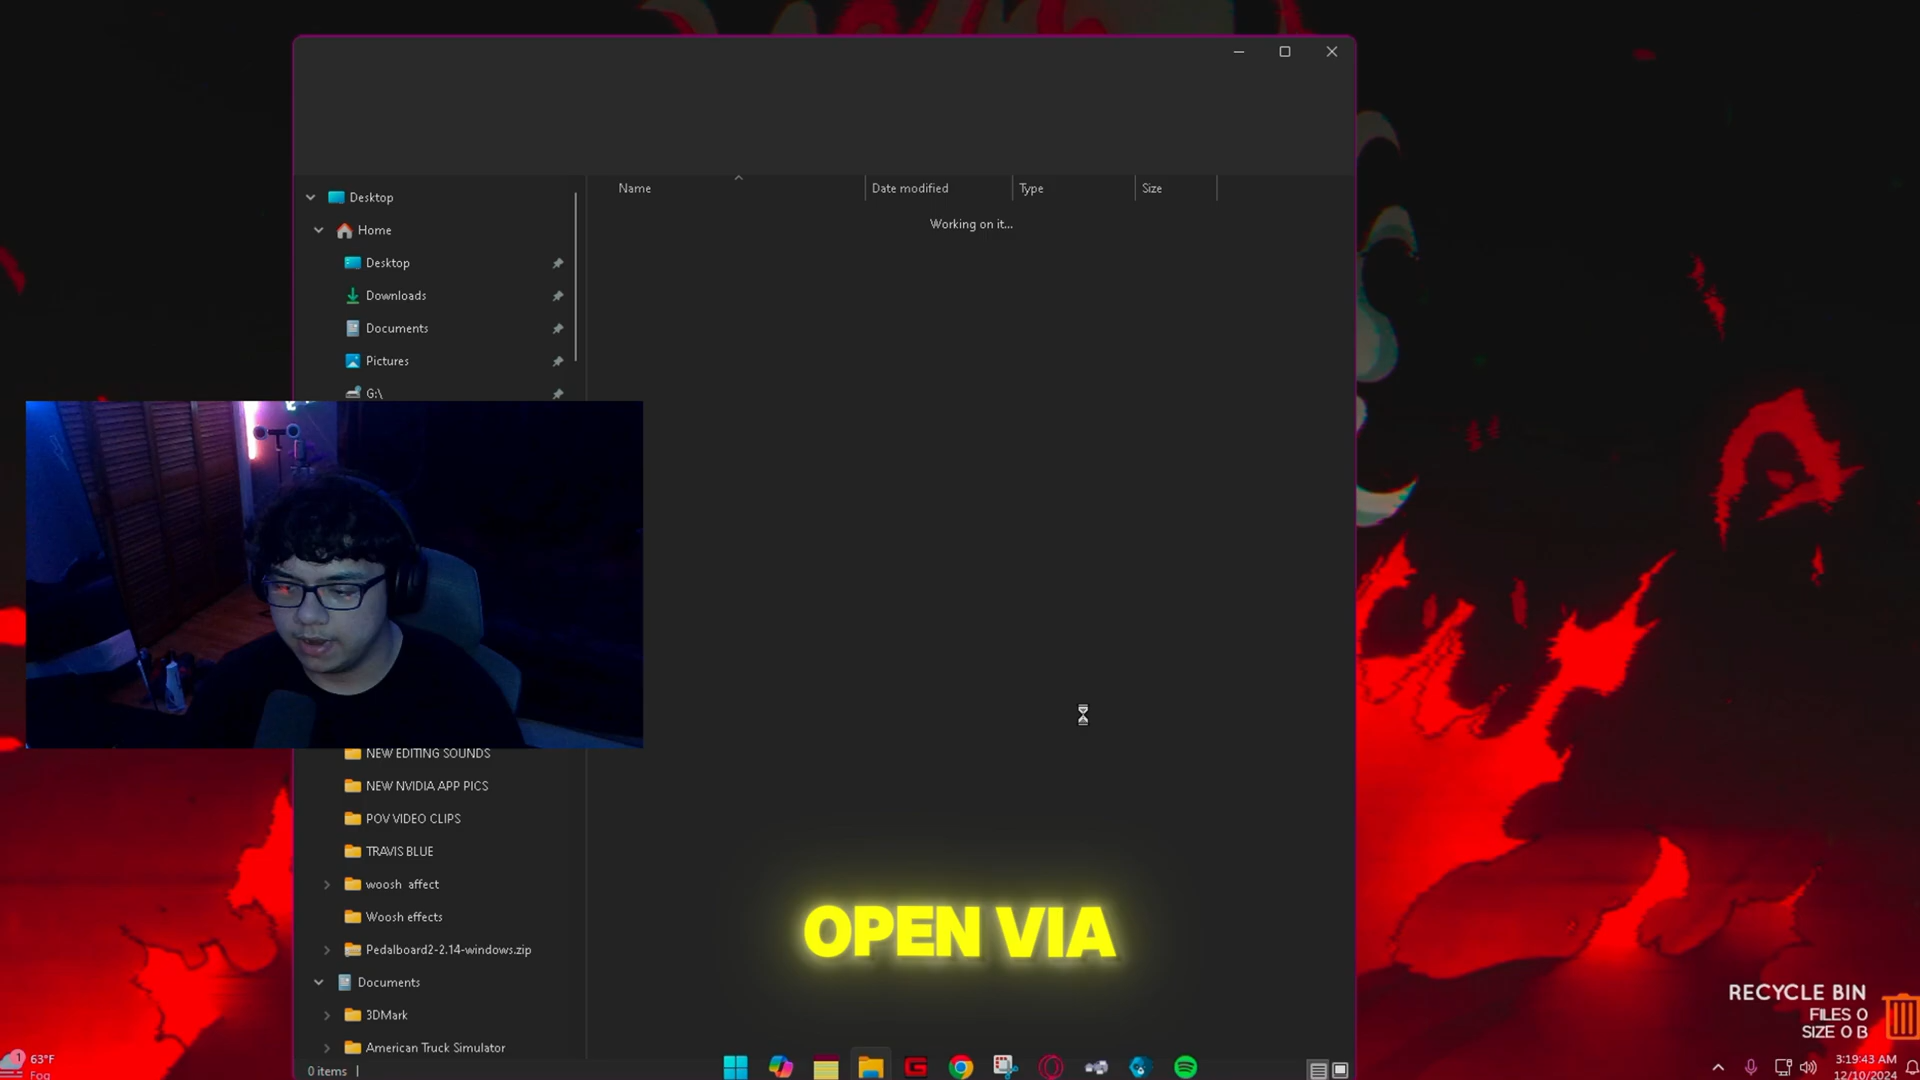 Name
Date modified
Type
Size
Working on it...
Desktop
Home
Desktop
Downloads
Documents
Pictures
G:\
NEW EDITING SOUNDS
NEW NVIDIA APP PICS
POV VIDEO CLIPS
TRAVIS BLUE
woosh affect
Woosh effects
Pedalboard2-2.14-windows.zip
Documents
3DMark
American Truck Simulator
0 items
OPEN VIA
RECYCLE BIN
FILES 0
SIZE 0 B
1
63°F
Fog
3:19:43 AM
12/10/2024